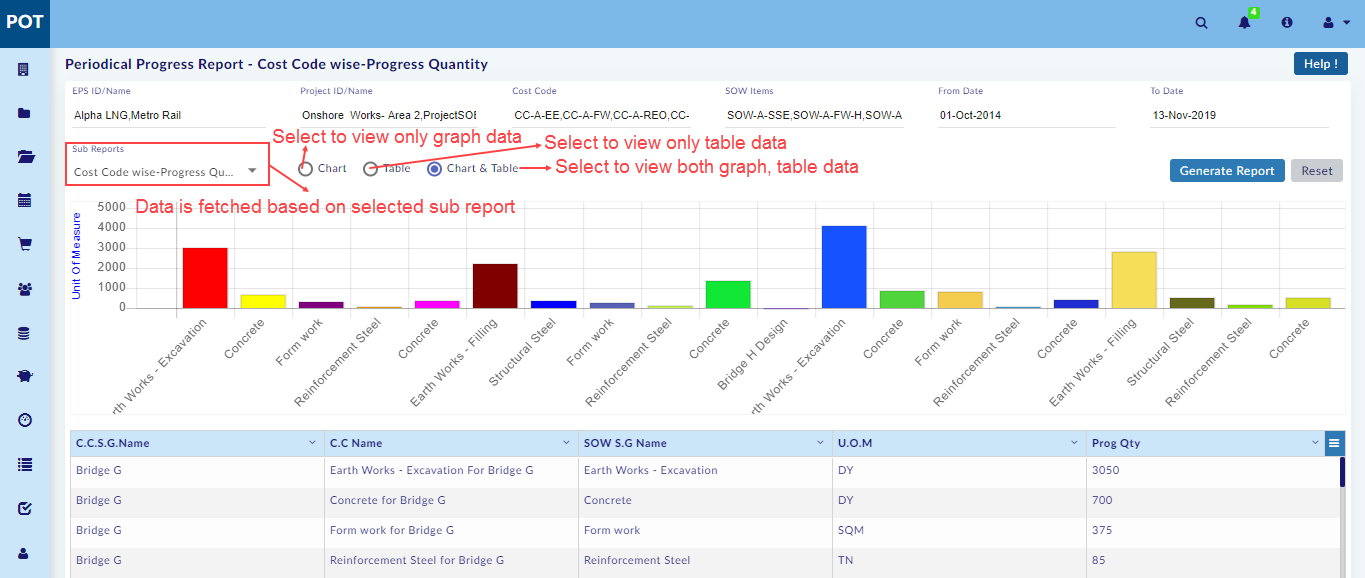 POT
4
Periodical Progress Report - Cost Code wise-Progress Quantity
Help !
EPS ID/Name
Project ID/Name
Cost Code
SOW Items
From Date
To Date
Alpha LNG,Metro Rail
Onshore Works- Area 2,ProjectSOE
CC-A-EE,CC-A-FW,CC-A-REO,CC-
SOW-A-SSE,SOW-A-FW-H,SOW-A
01-Oct-2014
13-Nov-2019
Select to view only graph data
Select to view only table data
Sub Reports
Cost Code wise-Progress Qu...
Chart
Table
Chart & Table
Select to view both graph, table data
Generate Report
Reset
Data is fetched based on selected sub report
Unit Of Measure
5000
4000
3000
2000
1000
0
rth Works - Excavation
Concrete
Form work
Reinforcement Steel
Concrete
Earth Works - Filling
Structural Steel
Form work
Reinforcement Steel
Concrete
Bridge H Design
rth Works - Excavation
Concrete
Form work
Reinforcement Steel
Concrete
Earth Works - Filling
Structural Steel
Reinforcement Steel
Concrete
C.C.S.G.Name
C.C Name
SOW S.G Name
U.O.M
Prog Qty
Bridge G
Earth Works - Excavation For Bridge G
Earth Works - Excavation
DY
3050
Bridge G
Concrete for Bridge G
Concrete
DY
700
Bridge G
Form work for Bridge G
Form work
SQM
375
Bridge G
Reinforcement Steel for Bridge G
Reinforcement Steel
TN
85